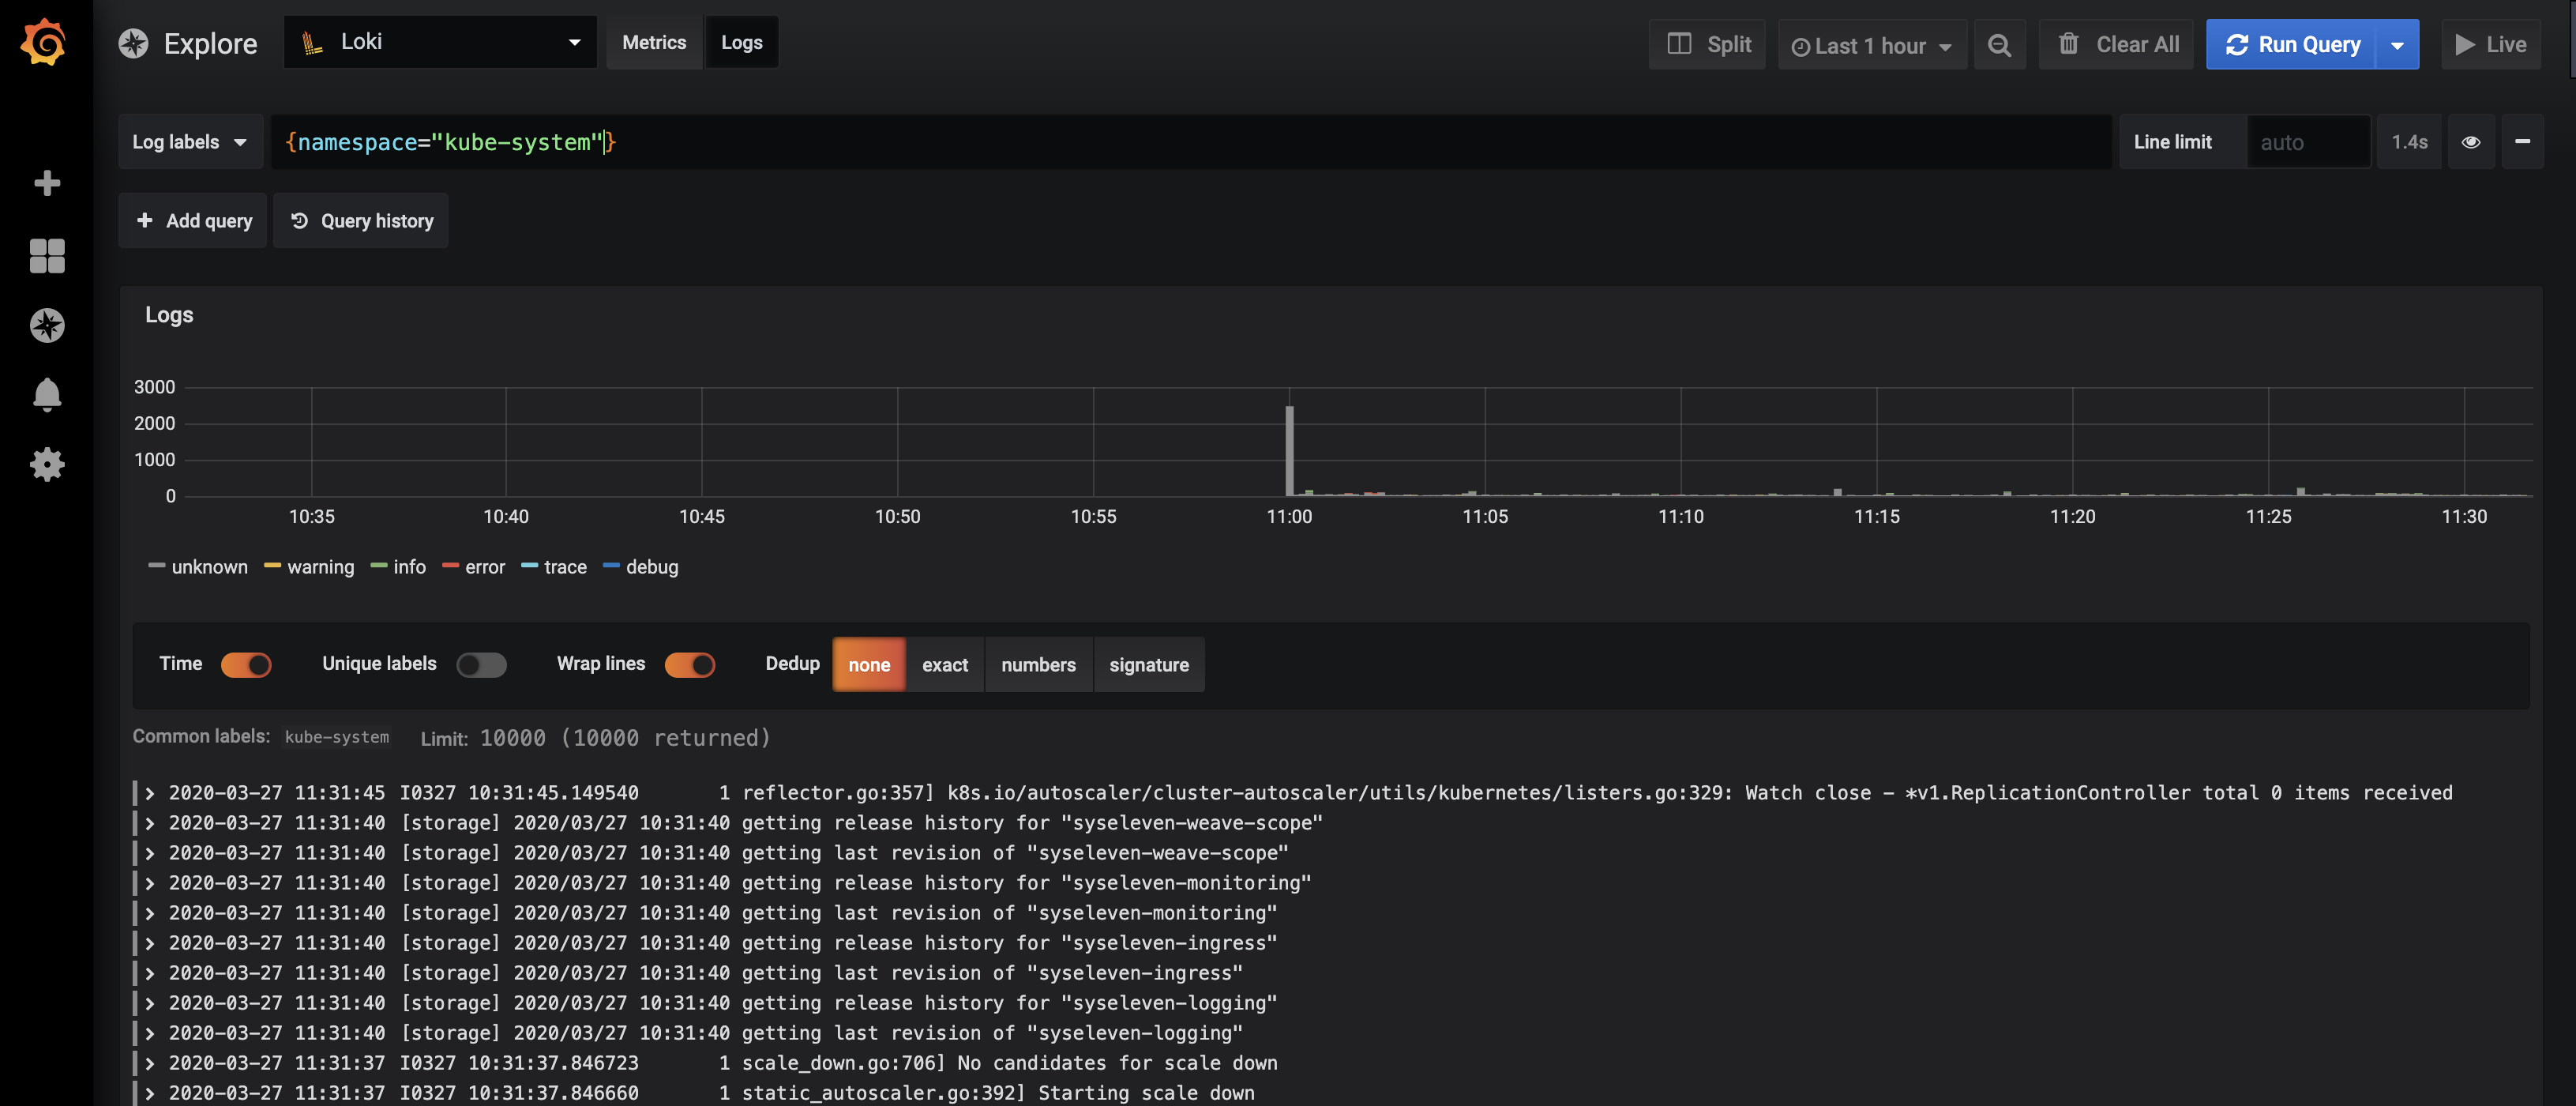 Explore Loki Metrics Logs Split Last 1 hour Clear All Run Query Live
Log labels {namespace="kube-system"} Line limit auto 1.4s
Add query Query history
Logs
3000
2000
1000
0
10:35 10:40 10:45 10:50 10:55 11:00 11:05 11:10 11:15 11:20 11:25 11:30
unknown warning info error trace debug
Time Unique labels Wrap lines Dedup none exact numbers signature
Common labels: kube-system Limit: 10000 (10000 returned)
2020-03-27 11:31:45 I0327 10:31:45.149540 1 reflector.go:357] k8s.io/autoscaler/cluster-autoscaler/utils/kubernetes/listers.go:329: Watch close - *v1.ReplicationController total 0 items received
2020-03-27 11:31:40 [storage] 2020/03/27 10:31:40 getting release history for "syseleven-weave-scope"
2020-03-27 11:31:40 [storage] 2020/03/27 10:31:40 getting last revision of "syseleven-weave-scope"
2020-03-27 11:31:40 [storage] 2020/03/27 10:31:40 getting release history for "syseleven-monitoring"
2020-03-27 11:31:40 [storage] 2020/03/27 10:31:40 getting last revision of "syseleven-monitoring"
2020-03-27 11:31:40 [storage] 2020/03/27 10:31:40 getting release history for "syseleven-ingress"
2020-03-27 11:31:40 [storage] 2020/03/27 10:31:40 getting last revision of "syseleven-ingress"
2020-03-27 11:31:40 [storage] 2020/03/27 10:31:40 getting release history for "syseleven-logging"
2020-03-27 11:31:40 [storage] 2020/03/27 10:31:40 getting last revision of "syseleven-logging"
2020-03-27 11:31:37 I0327 10:31:37.846723 1 scale_down.go:706] No candidates for scale down
2020-03-27 11:31:37 I0327 10:31:37.846660 1 static_autoscaler.go:392] Starting scale down